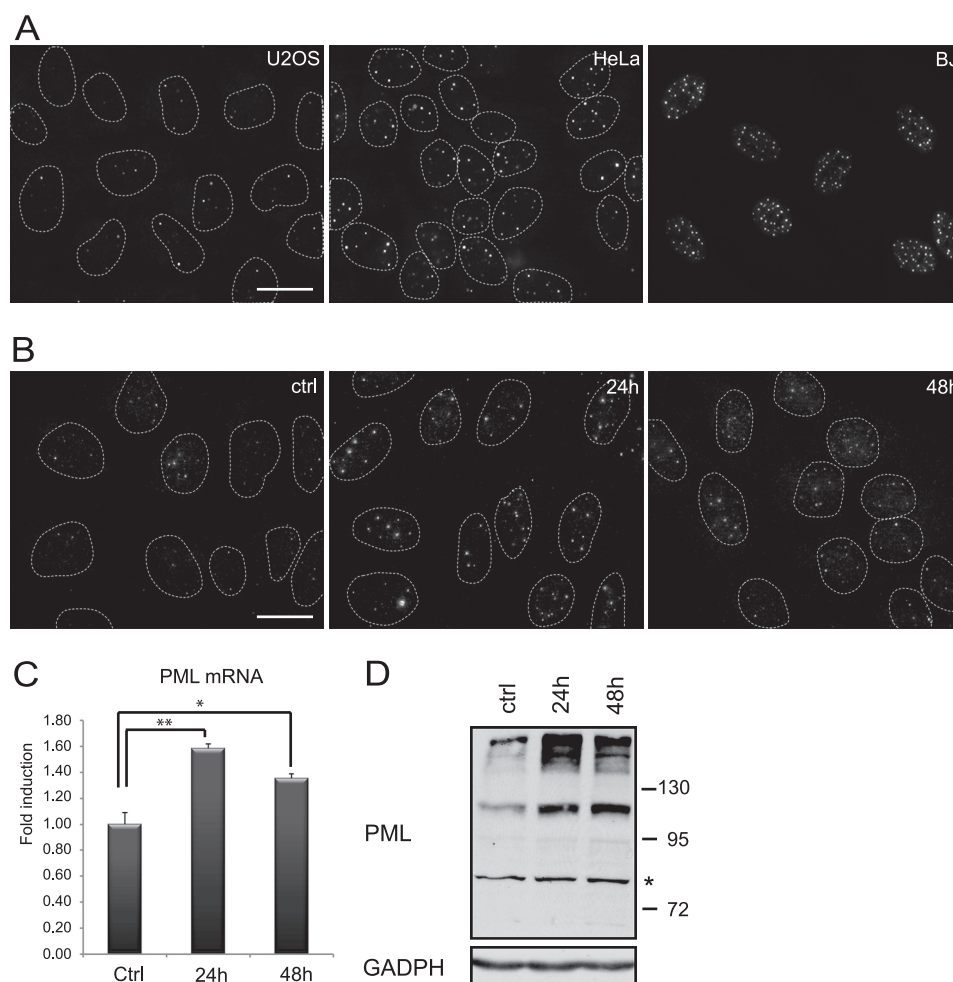 A
U2OS
HeLa
BJ
B
ctrl
24h
48h
C
PML mRNA
*
**
Fold induction
1.80
1.60
1.40
1.20
1.00
0.80
0.60
0.40
0.20
0.00
Ctrl
24h
48h
D
ctrl
24h
48h
PML
130
95
*
72
GADPH